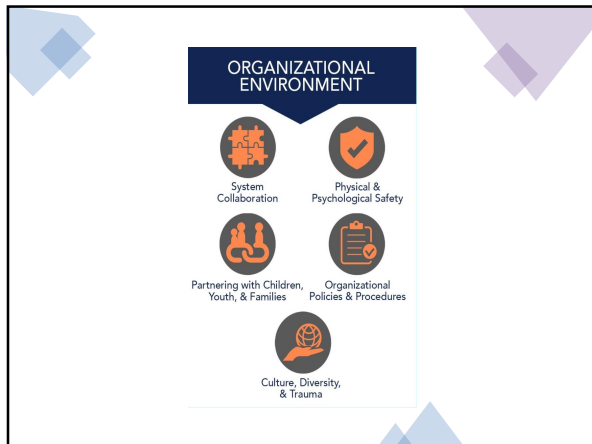 ORGANIZATIONAL
ENVIRONMENT
System
Collaboration
Physical &
Psychological Safety
Partnering with Children,
Youth, & Families
Organizational
Policies & Procedures
Culture, Diversity,
& Trauma